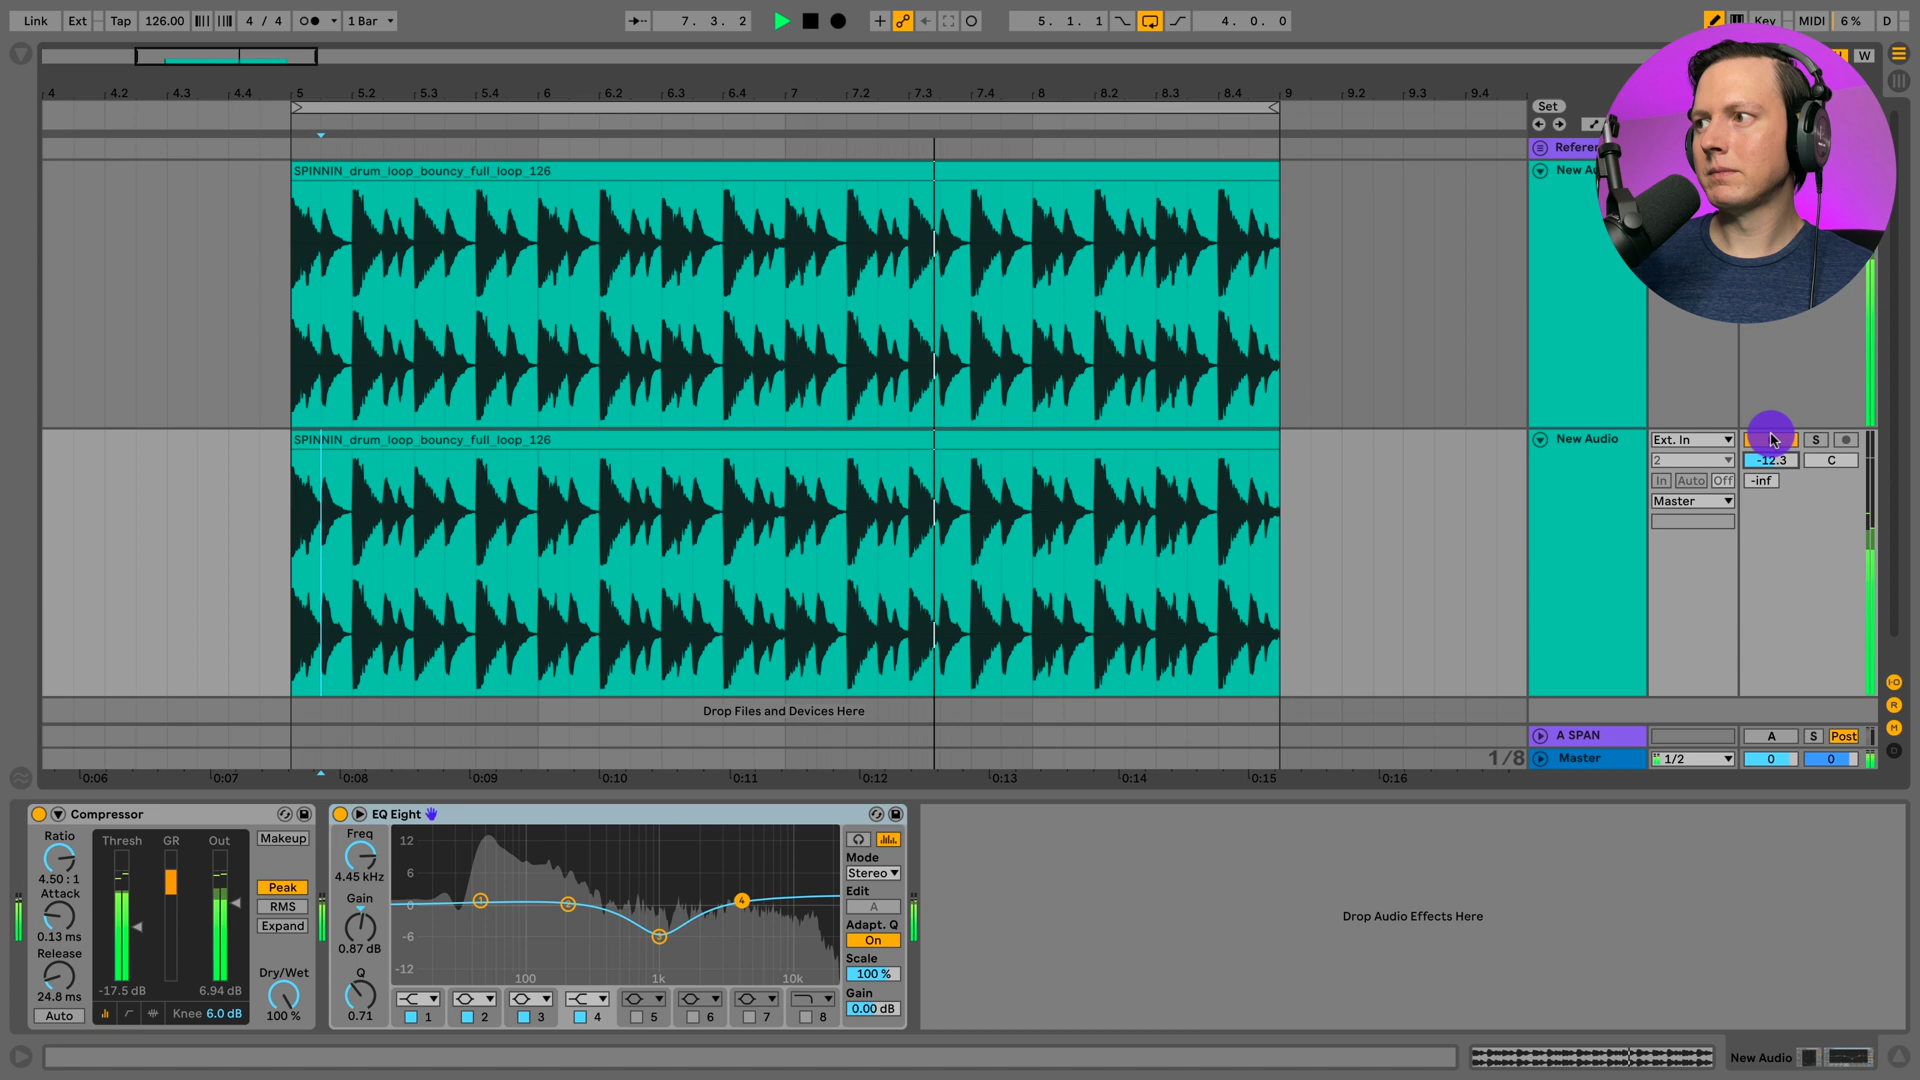 Link Ext Tap 126.00 4 / 4 1 Bar 7. 3. 2 5. 1. 1 4. 0. 0 Key MIDI 6 % D
W
4 4.2 4.3 4.4 5 5.2 5.3 5.4 6 6.2 6.3 6.4 7 7.2 7.3 7.4 8 8.2 8.3 8.4 9 9.2 9.3 9.4
Set
SPINNIN_drum_loop_bouncy_full_loop_126
SPINNIN_drum_loop_bouncy_full_loop_126
New Audio Ext. In S
2 -12.3 C
In Auto Off -inf
Master
Drop Files and Devices Here
A SPAN A S Post
1/8 Master 1/2 0 0
0:06 0:07 0:08 0:09 0:10 0:11 0:12 0:13 0:14 0:15 0:16
Compressor
Ratio
4.50 : 1
Attack
0.13 ms
Release
24.8 ms
Auto
Thresh GR Out
-17.5 dB 6.94 dB
Knee 6.0 dB
Makeup
Peak
RMS
Expand
Dry/Wet
100 %
EQ Eight
Freq
4.45 kHz
Gain
0.87 dB
Q
0.71
12
6
0
-6
-12
100 1k 10k
1 2 3 4
1 2 3 4 5 6 7 8
Mode
Stereo
Edit
A
Adapt. Q
On
Scale
100 %
Gain
0.00 dB
Drop Audio Effects Here
New Audio